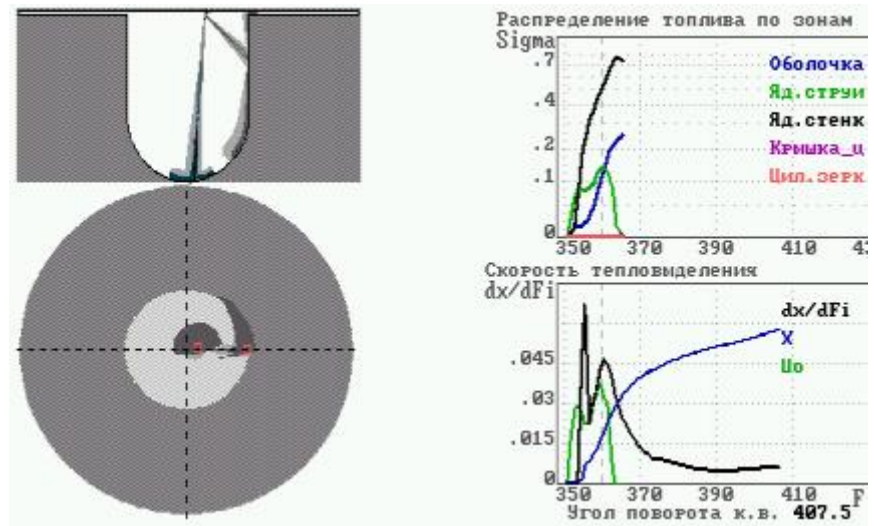 Распределение топлива по зонам
Sigma
.7
Оболочка
Яд.струи
.4
Яд.стенк
.2
Крышка_ц
.1
Цил.зерк
0
350 370 390 410 43
Скорость тепловыделения
dx/dFi
dx/dFi
X
.045
Uo
.03
.015
0
350 370 390 410 F
Угол поворота к.в. 407.5